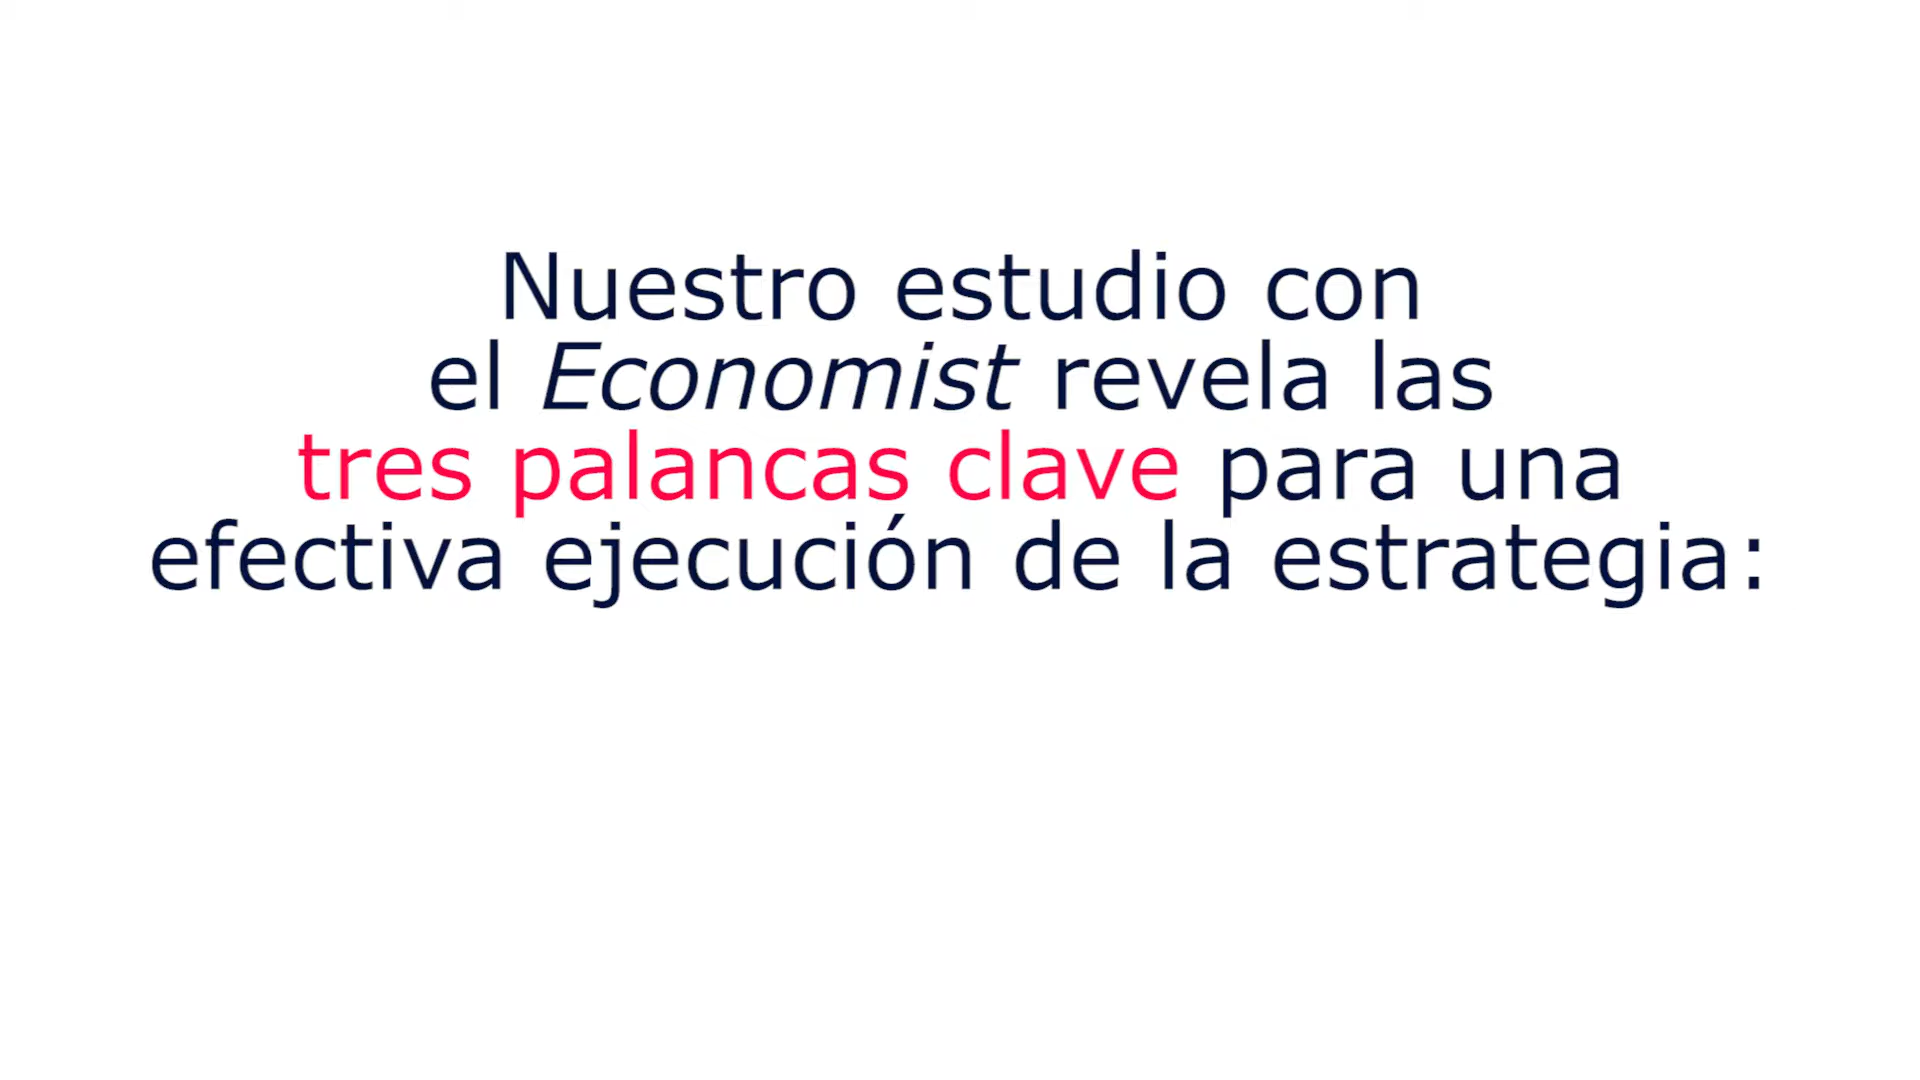 Nuestro estudio con
el Economist revela las
tres palancas clave para una
efectiva ejecución de la estrategia: